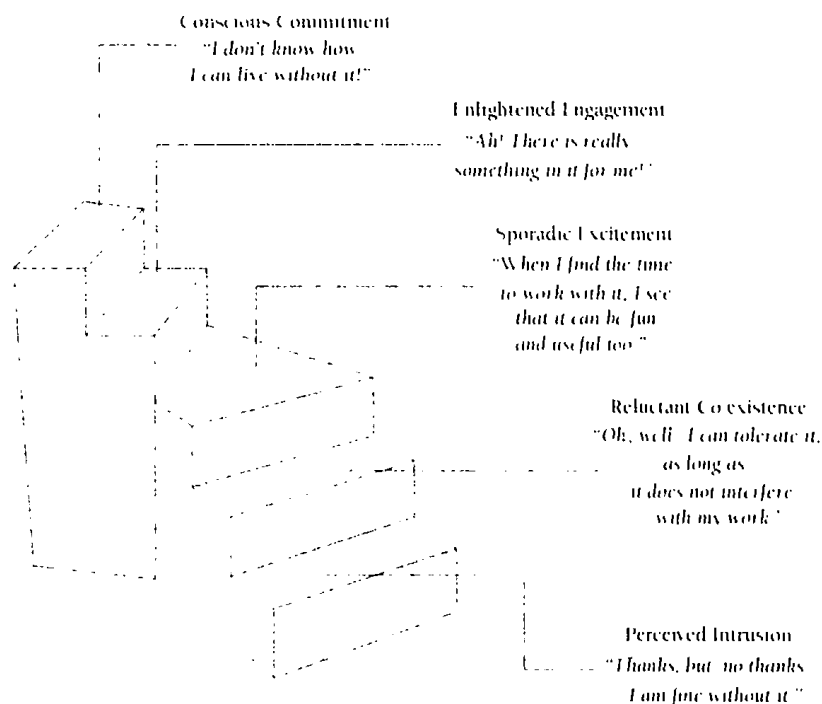 Conscious Commitment
"I don't know how
I can live without it!"
Enlightened Engagement
"Ah! There is really
something in it for me!"
Sporadic Excitement
"When I find the time
to work with it, I see
that it can be fun
and useful too."
Reluctant Co existence
"Oh, well I can tolerate it,
as long as
it does not interfere
with my work"
Perceived Intrusion
"Thanks, but no thanks
I am fine without it."